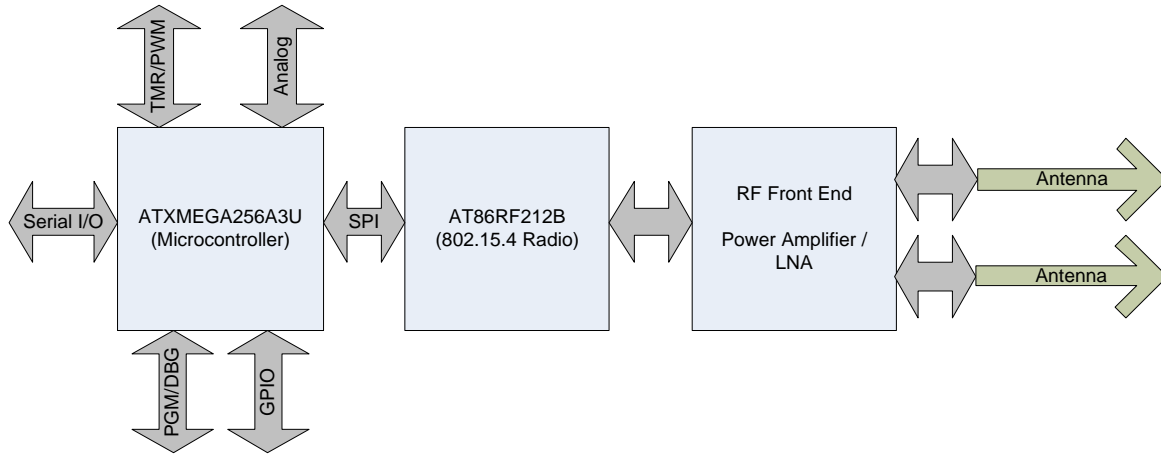 TMR/PWM
Analog
Serial I/O
ATXMEGA256A3U
(Microcontroller)
SPI
AT86RF212B
(802.15.4 Radio)
RF Front End
Power Amplifier /
LNA
Antenna
Antenna
PGM/DBG
GPIO